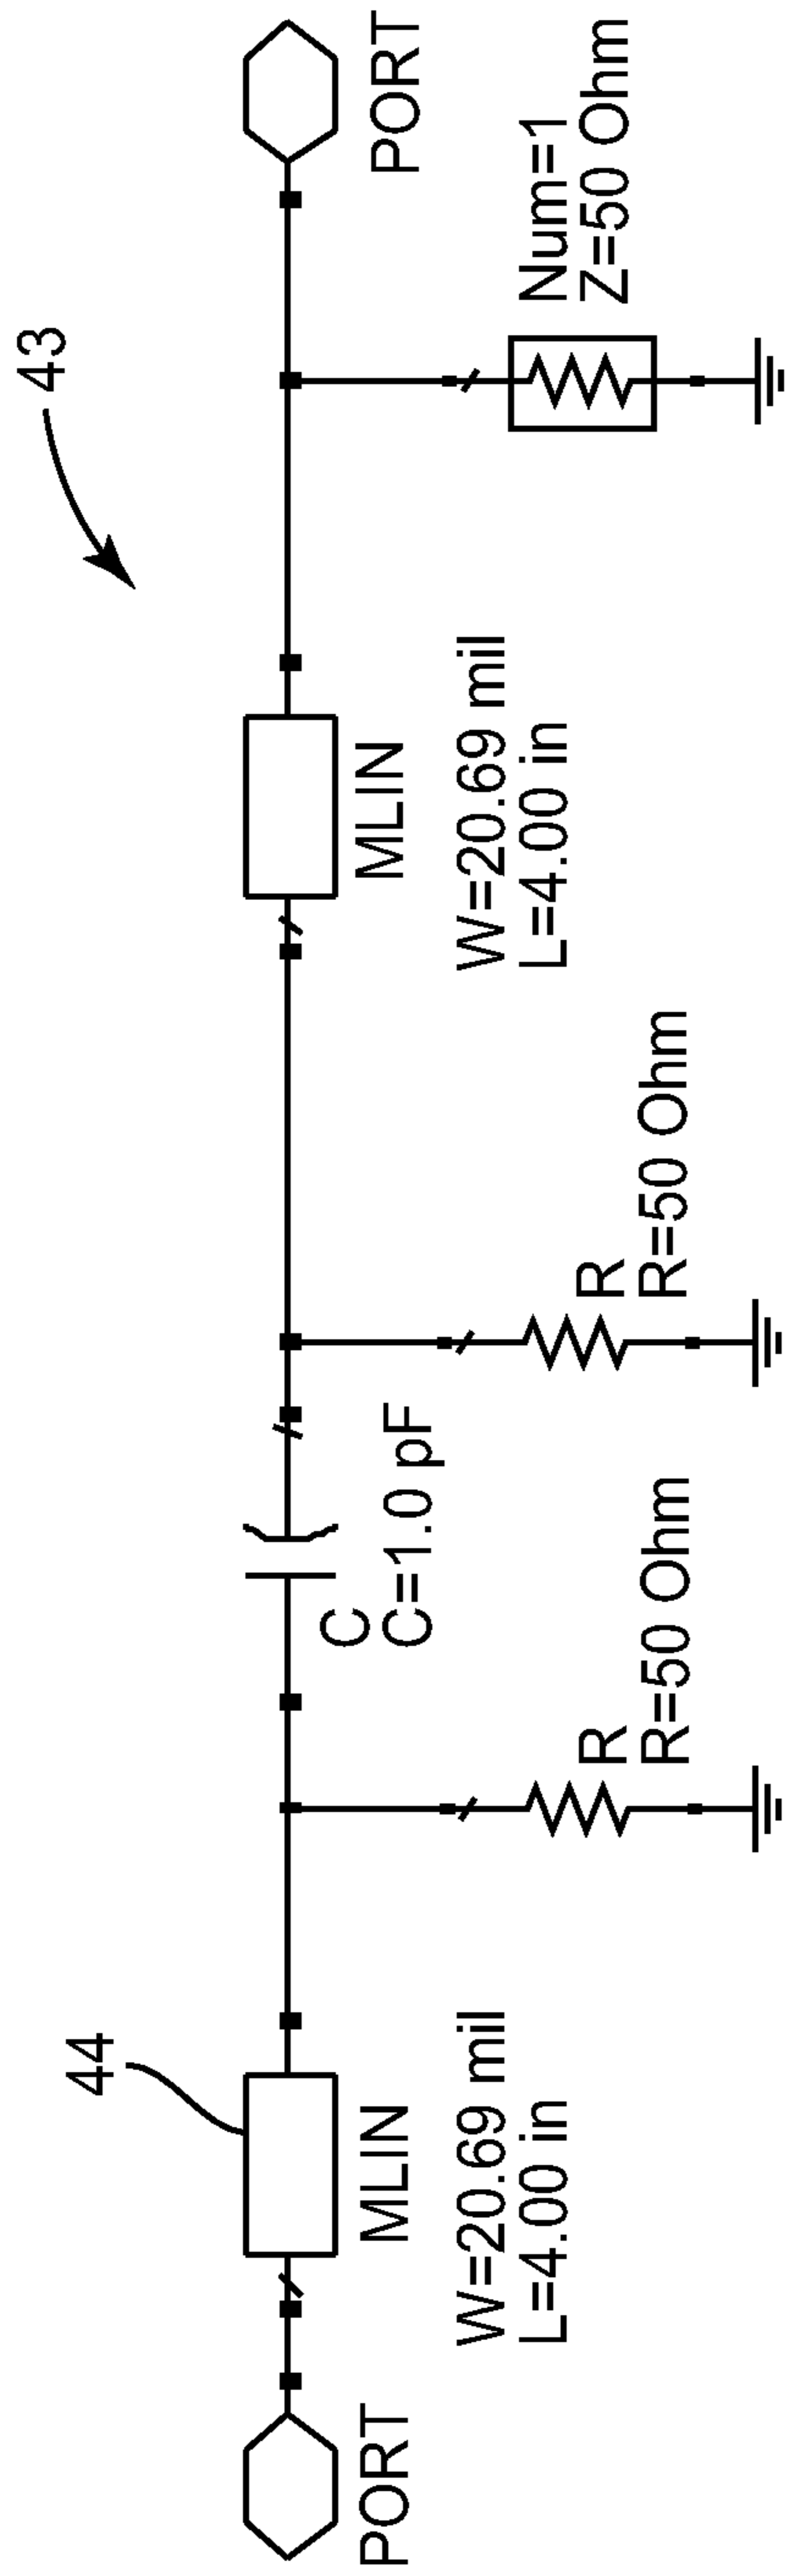 43
44
PORT
MLIN
W=20.69 mil
L=4.00 in
R
R=50 Ohm
C
C=1.0 pF
R
R=50 Ohm
MLIN
W=20.69 mil
L=4.00 in
Num=1
Z=50 Ohm
PORT